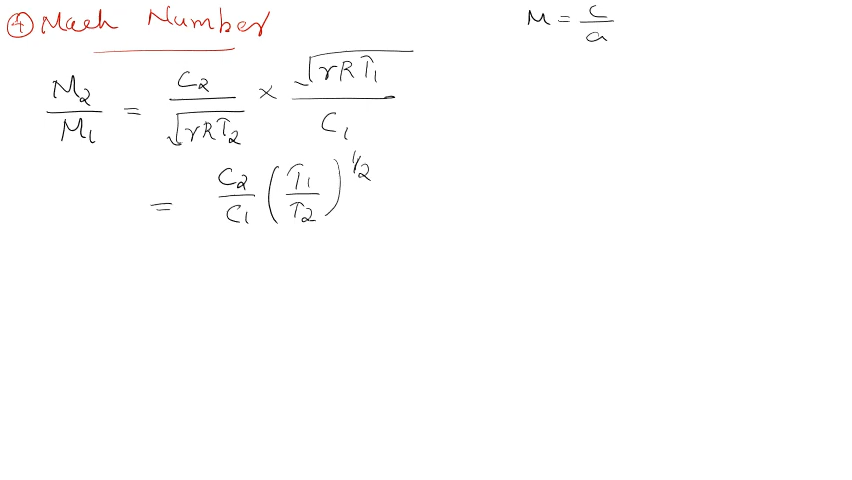 ④ Mach Number
M = c/a
M₂/M₁ = C₂/√γRT₂ × √γRT₁/C₁
= C₂/C₁ (T₁/T₂)^1/2